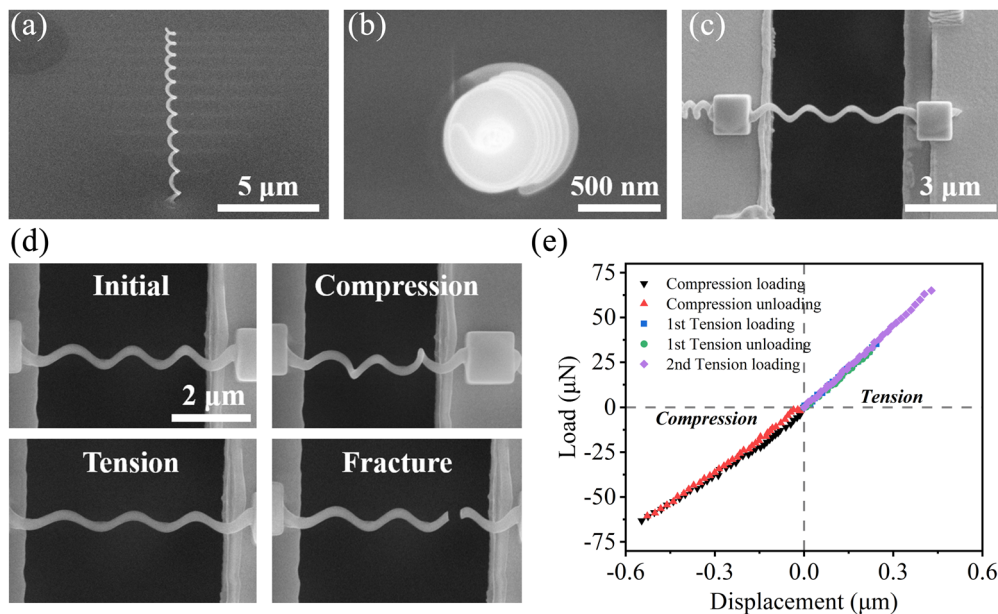 (a)
5 μm
(b)
500 nm
(c)
3 μm
(d)
Initial
Compression
2 μm
Tension
Fracture
(e)
75
50
25
0
-25
-50
-75
Load (μN)
Compression loading
Compression unloading
1st Tension loading
1st Tension unloading
2nd Tension loading
Compression
Tension
-0.6
-0.3
0.0
0.3
0.6
Displacement (μm)